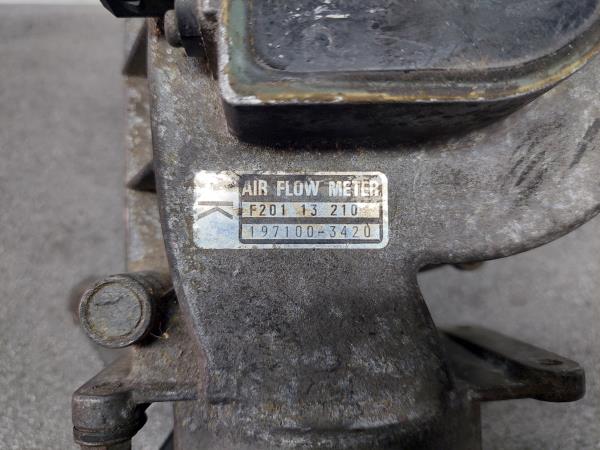 AIR FLOW METER
K
F201 13 210
197100-3420